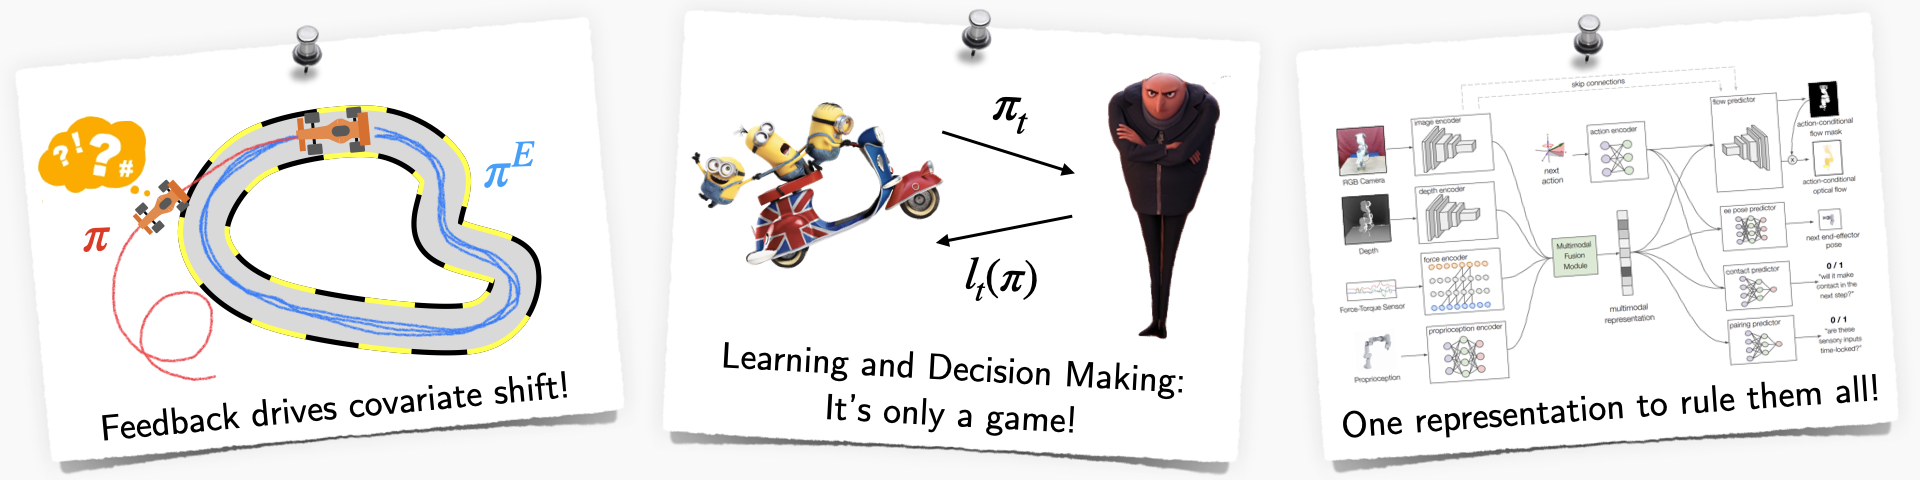 ?!?#
π
π^E
Feedback drives covariate shift!
π_t
l_t(π)
Learning and Decision Making:
It's only a game!
skip connections
image encoder
RGB Camera
depth encoder
Depth
force encoder
Force-Torque Sensor
proprioception encoder
Proprioception
next
action
action encoder
Multimodal
Fusion
Module
multimodal
representation
flow predictor
action-conditional
flow mask
x
action-conditional
optical flow
ee pose predictor
next end-effector
pose
contact predictor
0 / 1
"will it make
contact in the
next step?"
pairing predictor
0 / 1
"are these
sensory inputs
time-locked?"
One representation to rule them all!